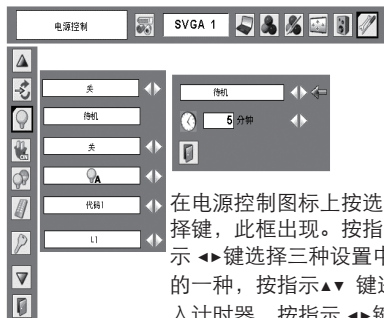 电源控制
SVGA 1
关
待机
ON
关
A
代码1
L1
待机
5 分钟
在电源控制图标上按选
择键，此框出现。按指
示 ◂▸键选择三种设置中
的一种，按指示▴▾ 键进
入计时器，按指示 ◂▸键